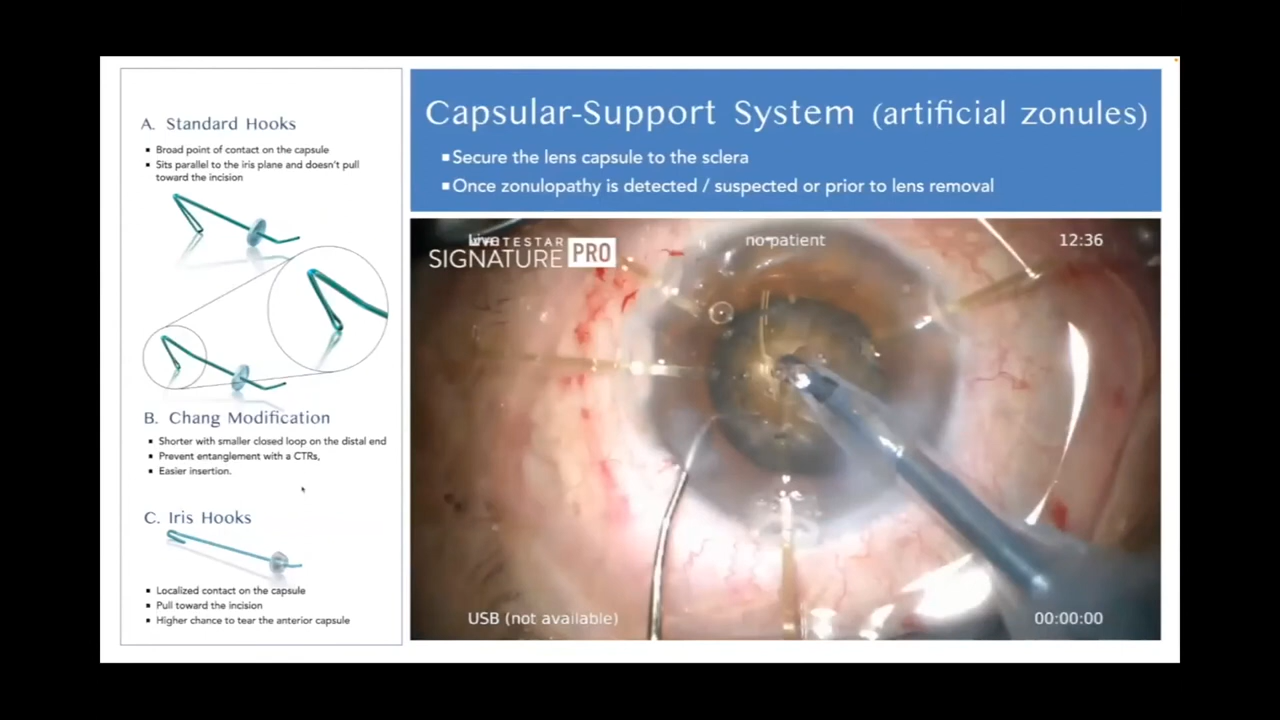 A. Standard Hooks
▪ Broad point of contact on the capsule
▪ Sits parallel to the iris plane and doesn't pull
toward the incision
B. Chang Modification
▪ Shorter with smaller closed loop on the distal end
▪ Prevent entanglement with a CTRs,
▪ Easier insertion.
C. Iris Hooks
▪ Localized contact on the capsule
▪ Pull toward the incision
▪ Higher chance to tear the anterior capsule
Capsular-Support System (artificial zonules)
▪ Secure the lens capsule to the sclera
▪ Once zonulopathy is detected / suspected or prior to lens removal
Live
SIGNATURE PRO
no patient
12:36
USB (not available)
00:00:00